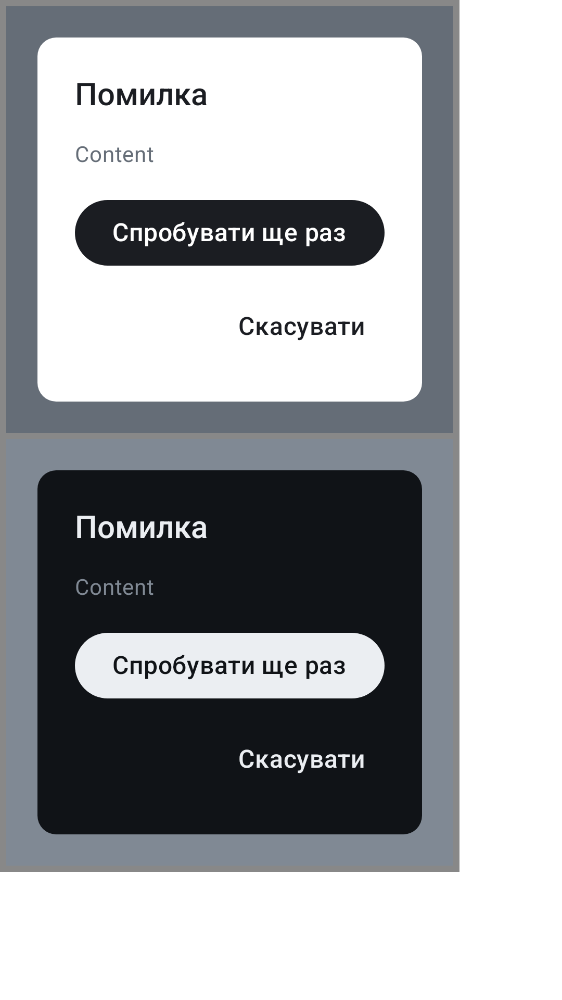 Помилка
Content
Спробувати ще раз
Скасувати
Помилка
Content
Спробувати ще раз
Скасувати